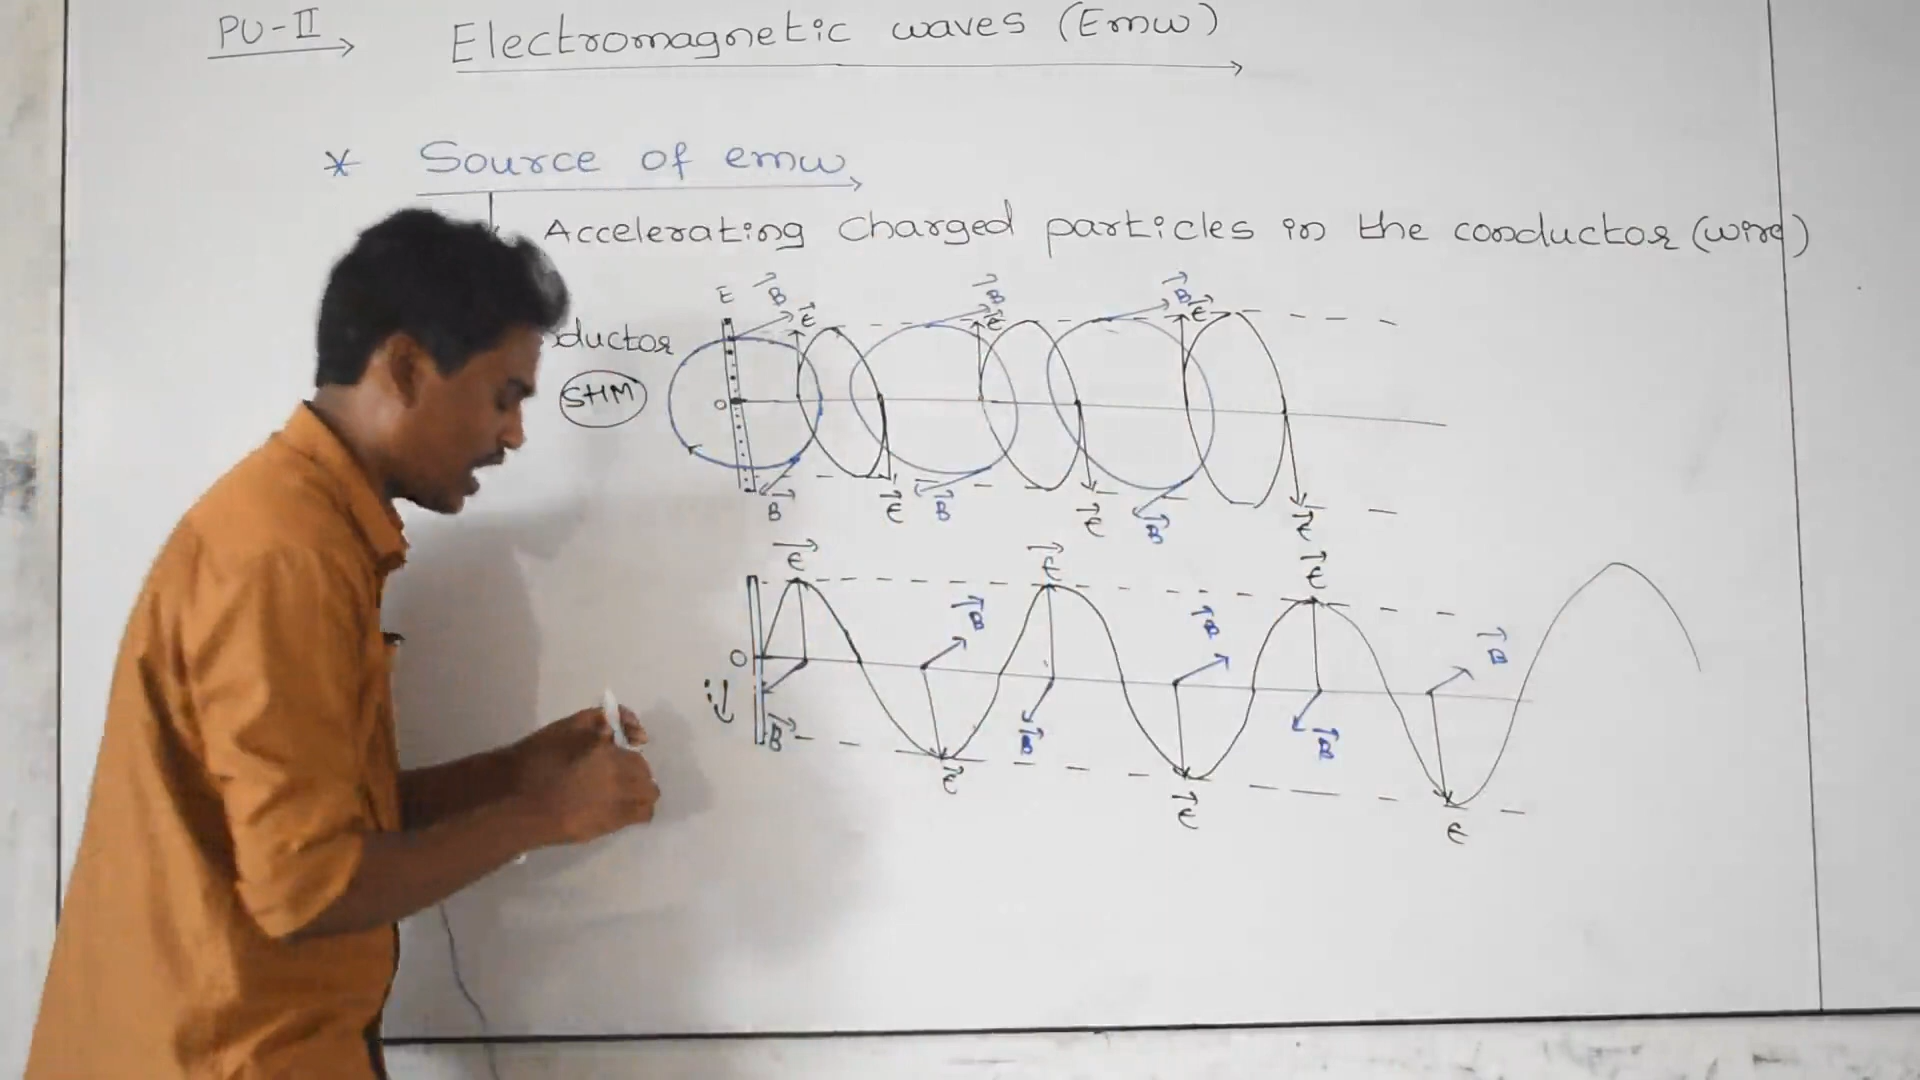 PU-II
Electromagnetic waves (Emw)
* Source of emw
Accelerating charged particles in the conductor (wire)
E B⃗ E⃗ B⃗ E⃗ B⃗ E⃗
ductor
SHM
O
B⃗ E⃗ B⃗ E⃗ B⃗ E⃗
E⃗ E⃗ E⃗
B⃗ B⃗ B⃗
O
B⃗ B⃗ B⃗
E⃗ E⃗ E